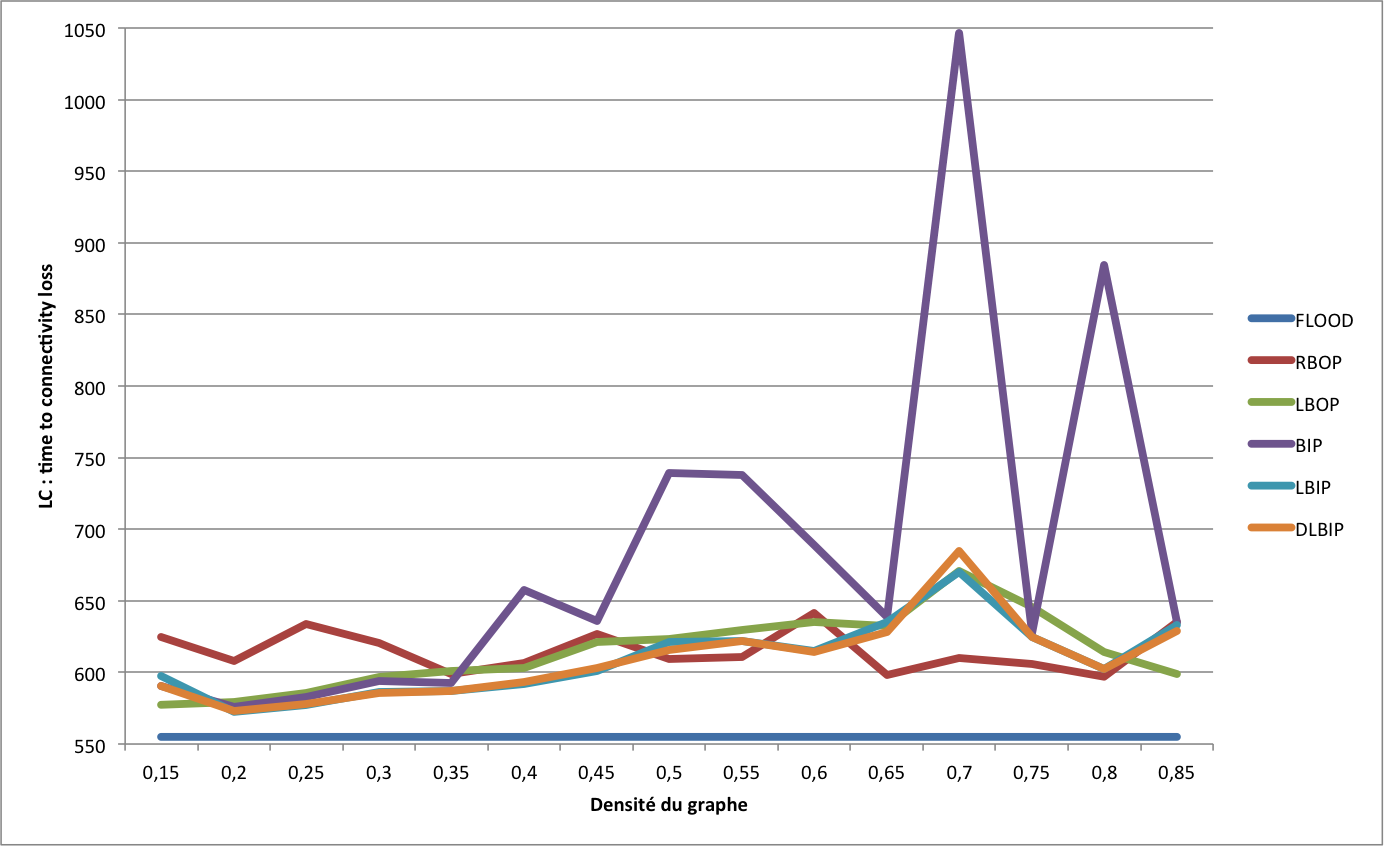 1050
1000
950
900
850
800
750
700
650
600
550
LC : time to connectivity loss
0,15 0,2 0,25 0,3 0,35 0,4 0,45 0,5 0,55 0,6 0,65 0,7 0,75 0,8 0,85
Densité du graphe
FLOOD
RBOP
LBOP
BIP
LBIP
DLBIP